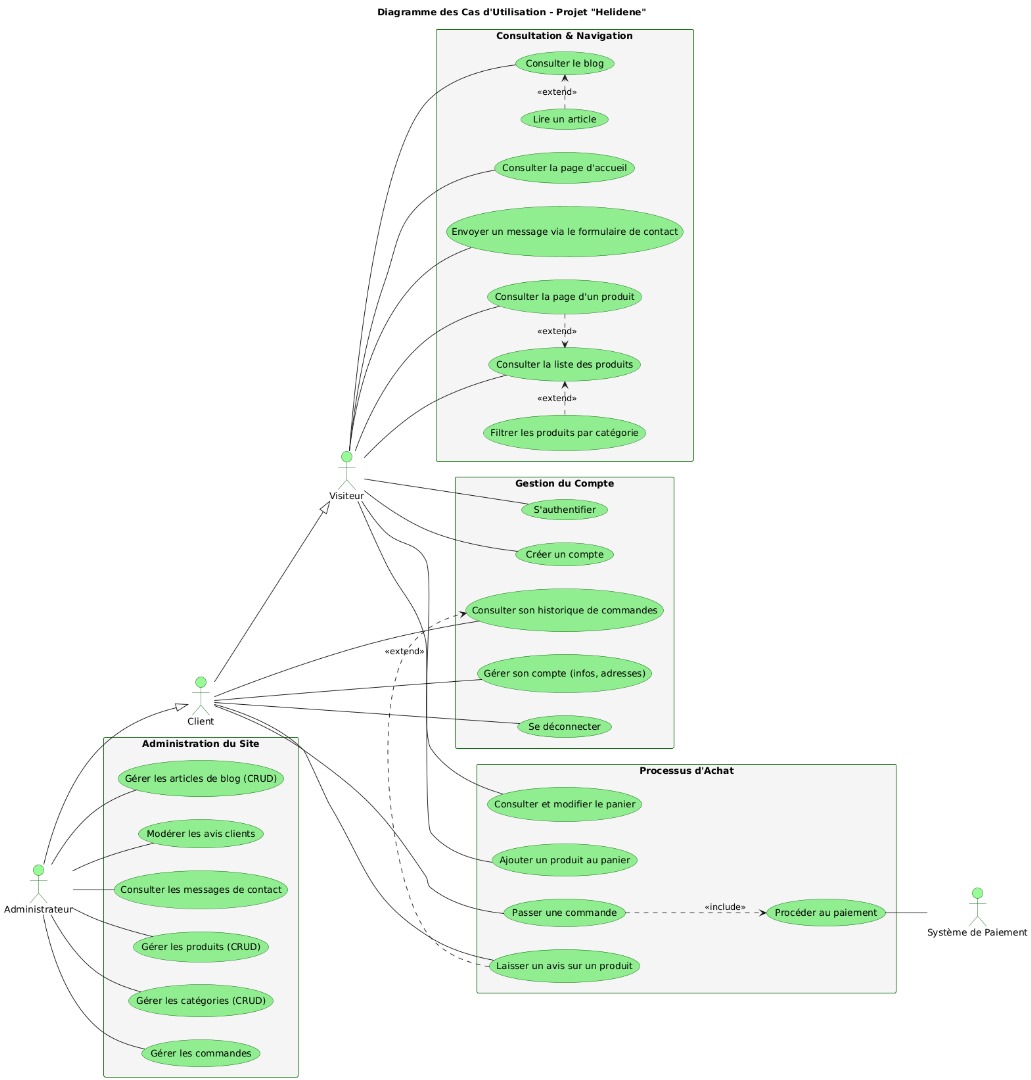 Diagramme des Cas d'Utilisation - Projet "Helidene"
Consultation & Navigation
Consulter le blog
«extend»
Lire un article
Consulter la page d'accueil
Envoyer un message via le formulaire de contact
Consulter la page d'un produit
«extend»
Consulter la liste des produits
«extend»
Filtrer les produits par catégorie
Visiteur
Gestion du Compte
S'authentifier
Créer un compte
Consulter son historique de commandes
«extend»
Gérer son compte (infos, adresses)
Se déconnecter
Client
Administration du Site
Gérer les articles de blog (CRUD)
Modérer les avis clients
Consulter les messages de contact
Gérer les produits (CRUD)
Gérer les catégories (CRUD)
Gérer les commandes
Administrateur
Processus d'Achat
Consulter et modifier le panier
Ajouter un produit au panier
Passer une commande
«include»
Procéder au paiement
Laisser un avis sur un produit
Système de Paiement